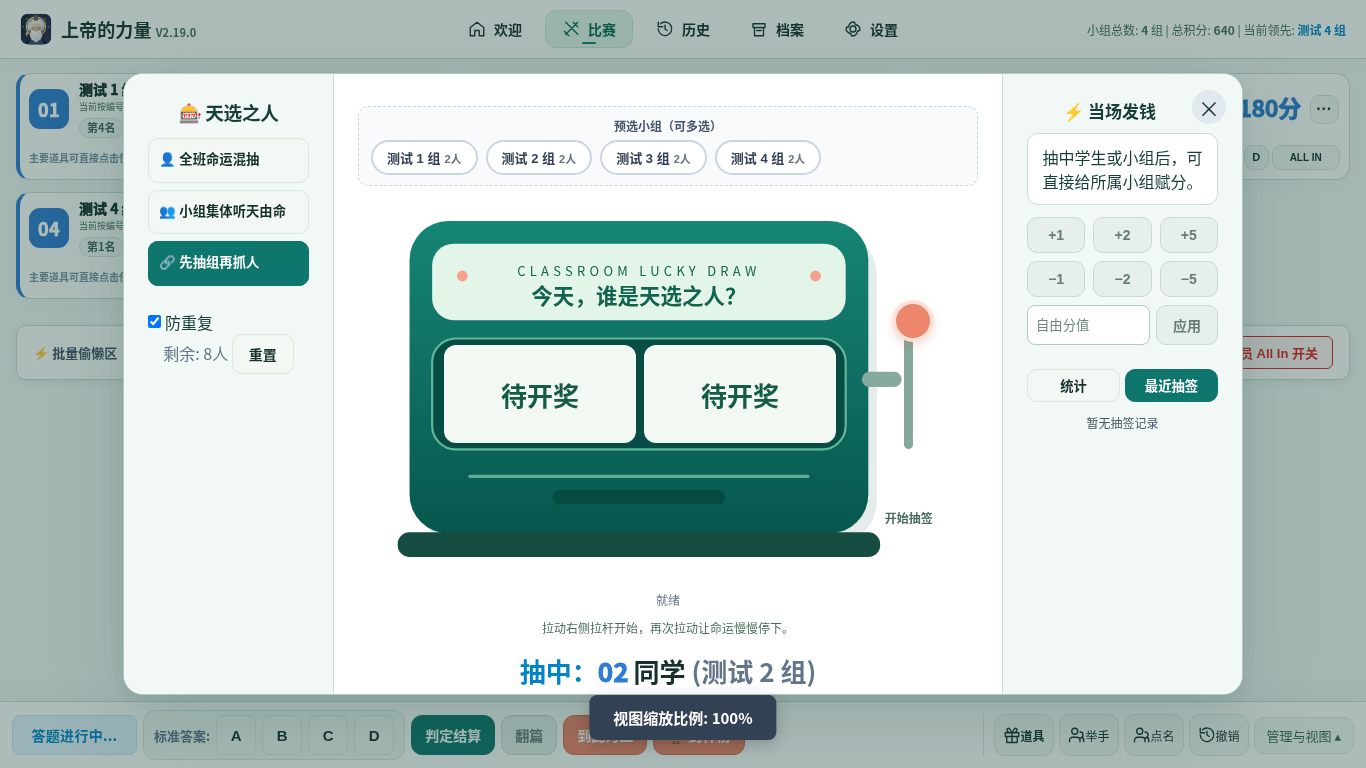 上帝的力量 V2.19.0
欢迎
比赛
历史
档案
设置
小组总数: 4 组 | 总积分: 640 | 当前领先: 测试 4 组
01
测试 1
当前按编号
第4名
主要道具可直接点击
04
测试 4
当前按编号
第1名
主要道具可直接点击
⚡ 批量偷懒区
180分
...
D
ALL IN
员 All In 开关
🎰 天选之人
👤 全班命运混抽
👥 小组集体听天由命
🔗 先抽组再抓人
防重复
剩余: 8人
重置
预选小组（可多选）
测试 1 组 2人
测试 2 组 2人
测试 3 组 2人
测试 4 组 2人
CLASSROOM LUCKY DRAW
今天，谁是天选之人？
待开奖
待开奖
开始抽签
就绪
拉动右侧拉杆开始，再次拉动让命运慢慢停下。
抽中：02 同学 (测试 2 组)
⚡ 当场发钱
抽中学生或小组后，可
直接给所属小组赋分。
+1
+2
+5
−1
−2
−5
自由分值
应用
统计
最近抽签
暂无抽签记录
视图缩放比例: 100%
答题进行中...
标准答案:
A
B
C
D
判定结算
翻篇
道具
举手
点名
撤销
管理与视图 ▴